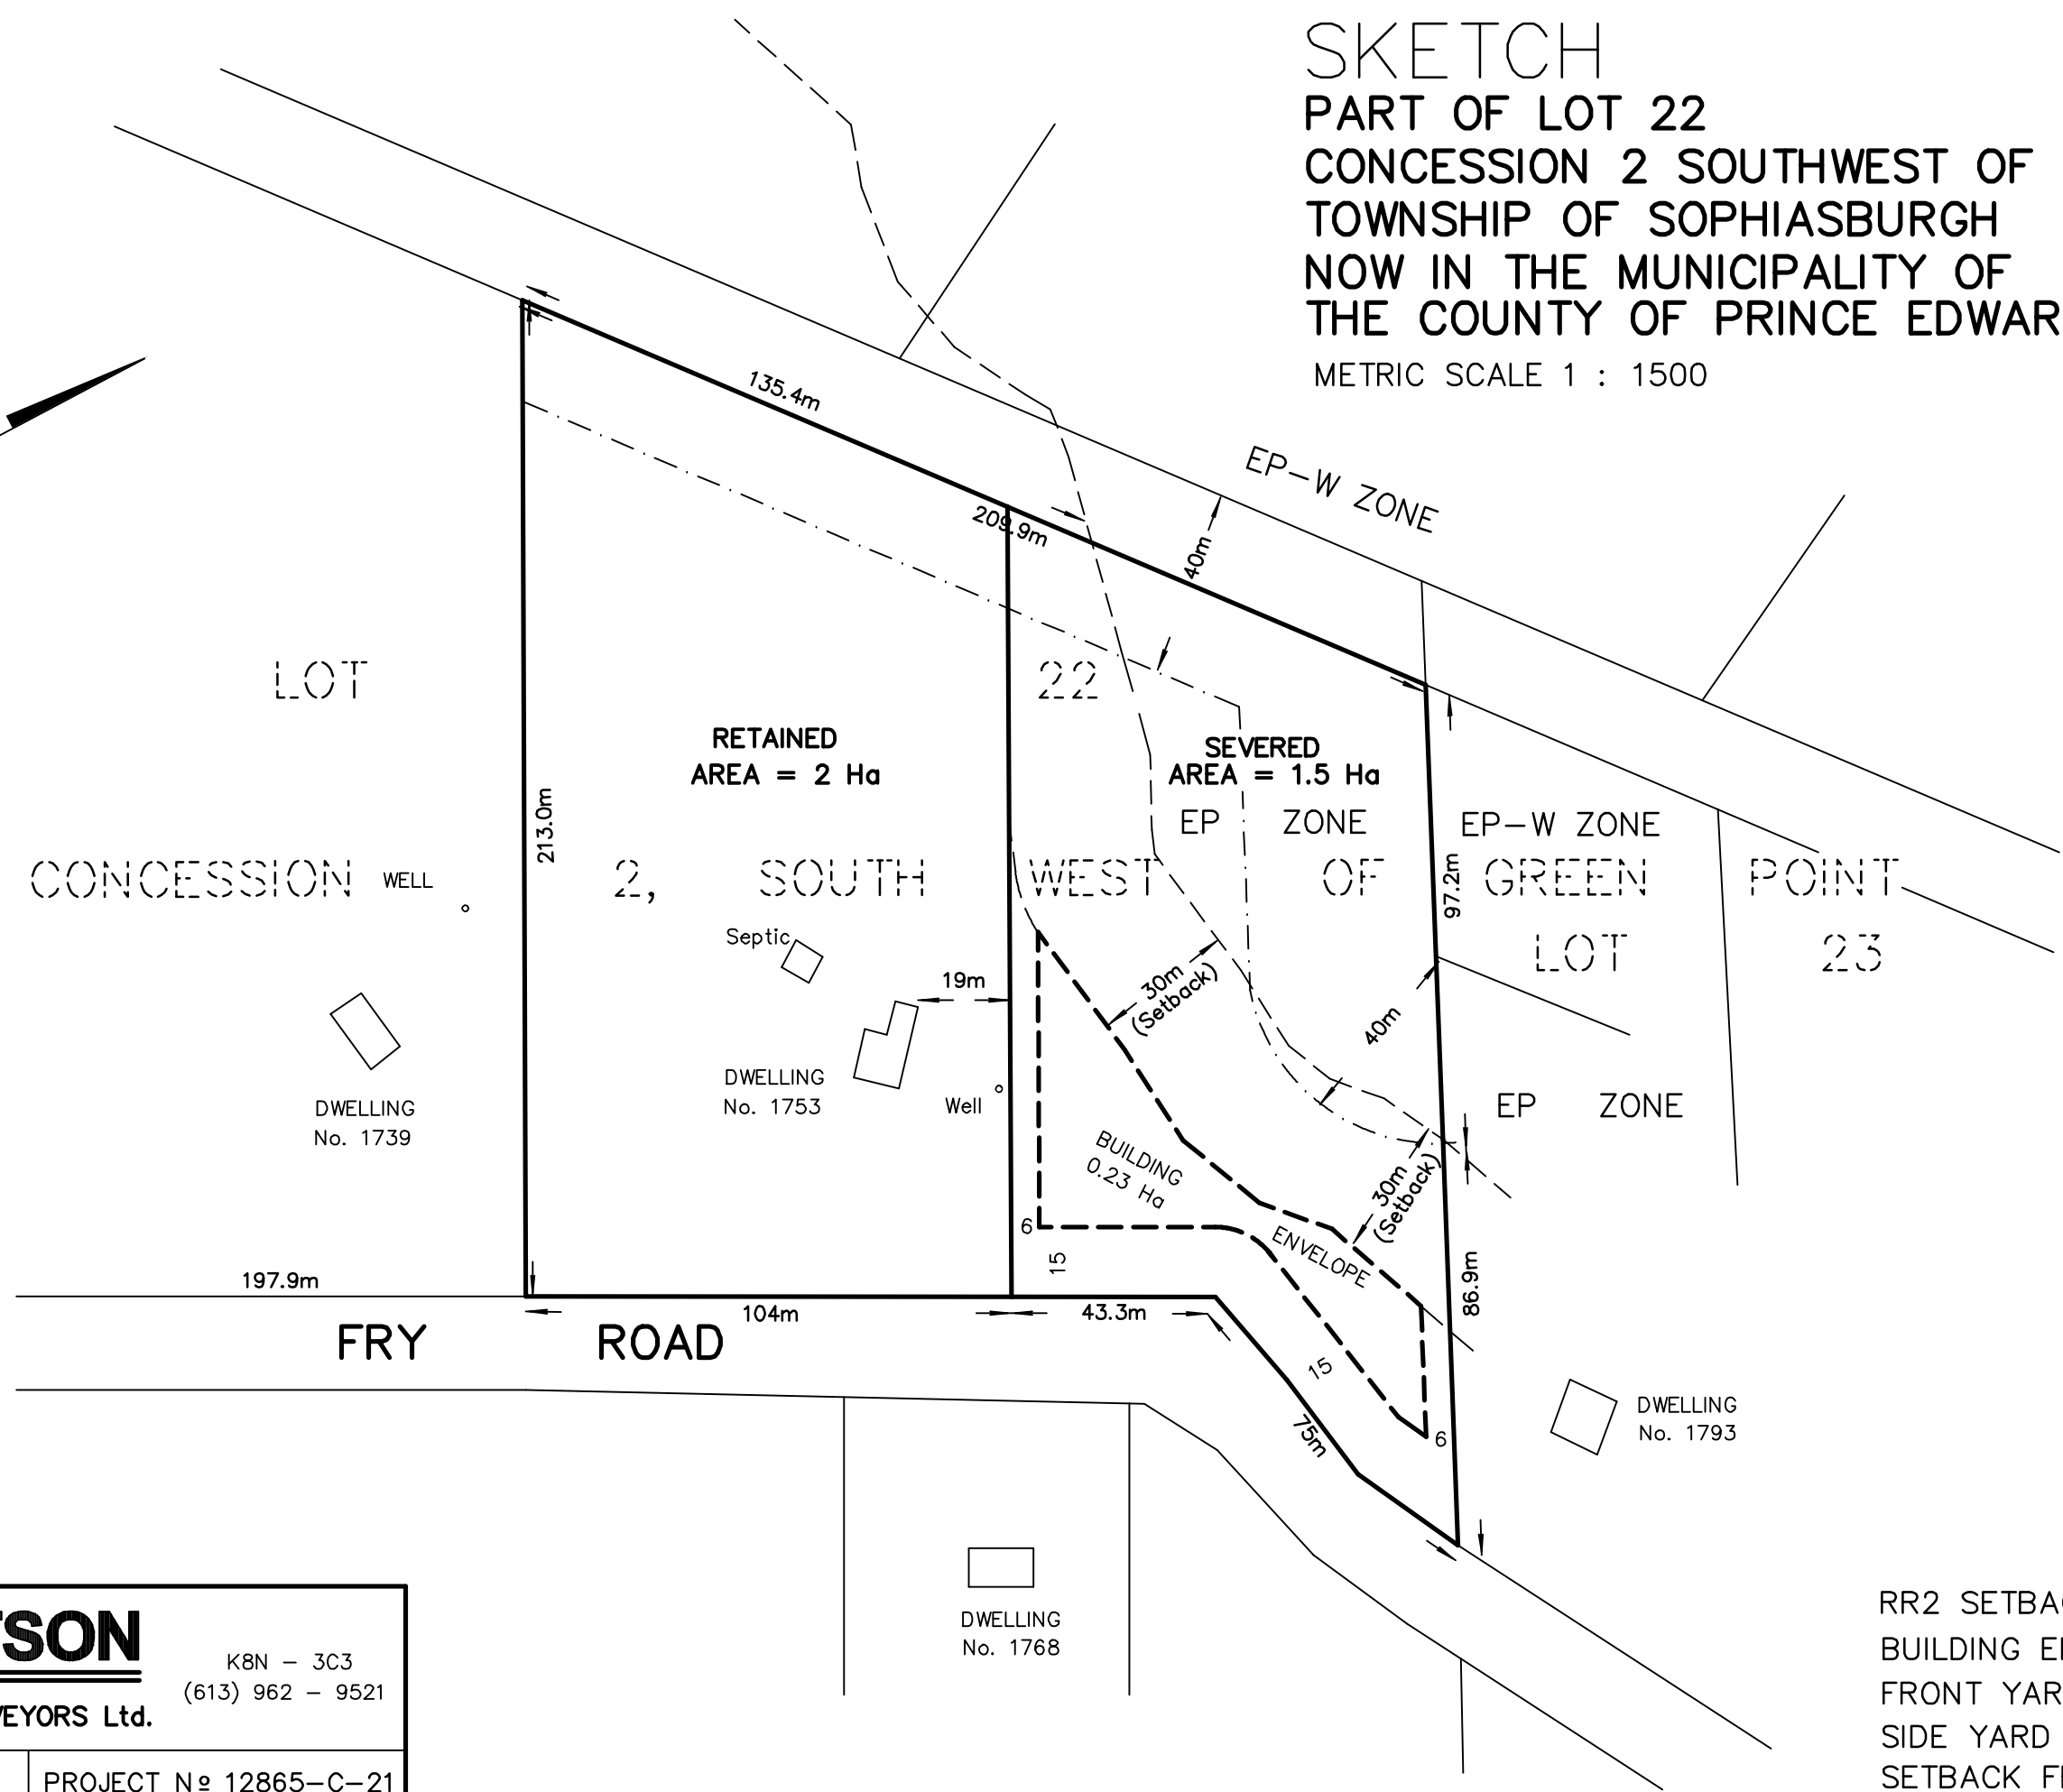 SKETCH
PART OF LOT 22
CONCESSION 2 SOUTHWEST OF
TOWNSHIP OF SOPHIASBURGH
NOW IN THE MUNICIPALITY OF
THE COUNTY OF PRINCE EDWAR
METRIC SCALE 1 : 1500
135.4m
209.9m
EP-W ZONE
40m
LOT 22
RETAINED
AREA = 2 Ha
SEVERED
AREA = 1.5 Ha
213.0m
EP ZONE
EP-W ZONE
97.2m
CONCESSION 2, SOUTH WEST OF GREEN POINT
WELL
LOT 23
Septic
19m
30m
(Setback)
40m
DWELLING
No. 1739
DWELLING
No. 1753
Well
EP ZONE
BUILDING
0.23 Ha
30m
(Setback)
ENVELOPE
6
15
86.9m
197.9m
104m
43.3m
FRY ROAD
15
75m
6
DWELLING
No. 1793
DWELLING
No. 1768
TSON
K8N - 3C3
(613) 962 - 9521
VEYORS Ltd.
PROJECT Nº 12865-C-21
RR2 SETBA
BUILDING E
FRONT YAR
SIDE YARD
SETBACK F